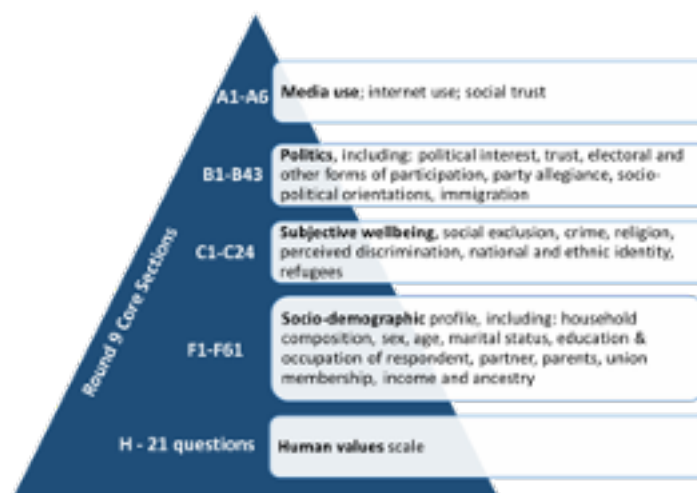 A1-A6
Media use; internet use; social trust
B1-B43
Politics, including: political interest, trust, electoral and
other forms of participation, party allegiance, socio-
political orientations, immigration
C1-C24
Subjective wellbeing, social exclusion, crime, religion,
perceived discrimination, national and ethnic identity,
refugees
Round 9 Core Sections
F1-F61
Socio-demographic profile, including: household
composition, sex, age, marital status, education &
occupation of respondent, partner, parents, union
membership, income and ancestry
H - 21 questions
Human values scale